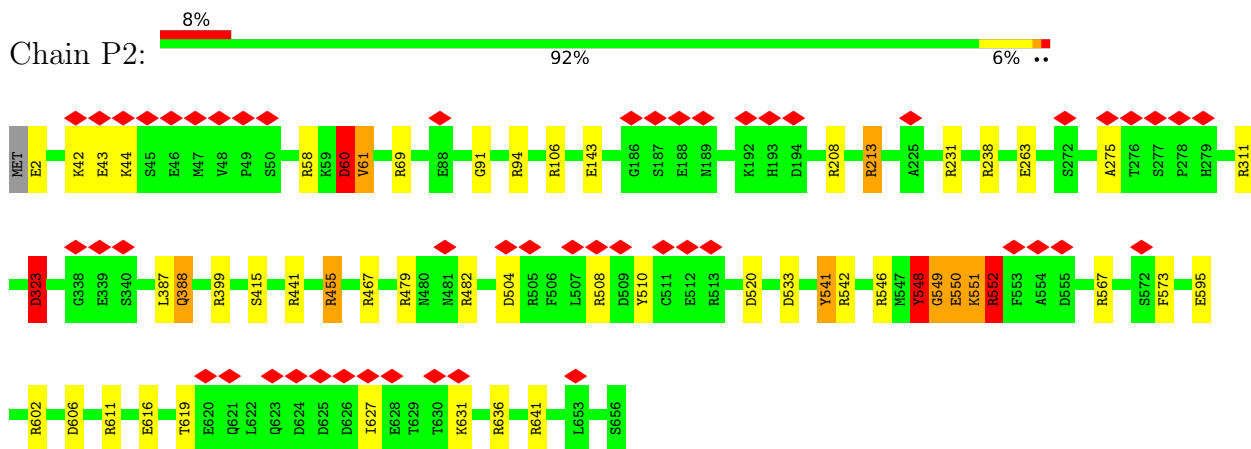 8%
Chain P2:
92% 6% ••
MET E2 K42 E43 K44 S45 E46 M47 V48 P49 S50 R58 K59 D60 V61 R69 E88 G91 R94 R106 E143 G186 S187 E188 N189 K192 H193 D194 R208 R213 A225 R231 R238 E263 S272 A275 T276 S277 P278 H279 R311
D323 G338 E339 S340 L387 Q388 R399 S415 R441 R455 R467 R479 N480 N481 R482 D504 R505 F506 L507 R508 D509 Y510 C511 E512 R513 D520 D533 Y541 R542 R546 M547 Y548 G549 E550 K551 R552 F553 A554 D555 R567 S572 F573 E595
R602 D606 R611 E616 T619 E620 Q621 L622 Q623 D624 D625 D626 I627 E628 T629 T630 K631 R636 R641 L653 S656